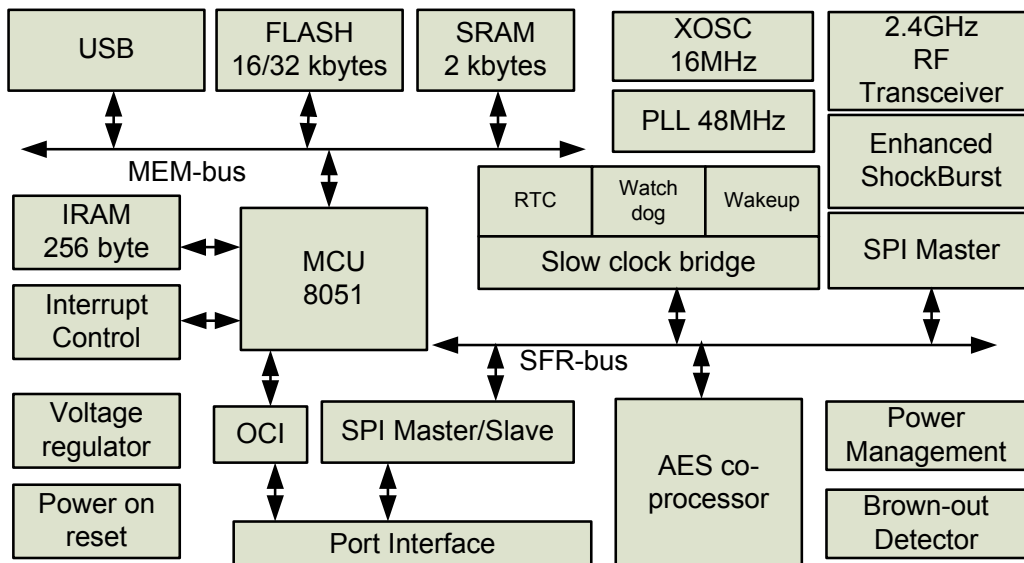 USB
FLASH
16/32 kbytes
SRAM
2 kbytes
XOSC
16MHz
2.4GHz
RF
Transceiver
PLL 48MHz
MEM-bus
Enhanced
ShockBurst
RTC
Watch
dog
Wakeup
IRAM
256 byte
MCU
8051
Slow clock bridge
SPI Master
Interrupt
Control
SFR-bus
Voltage
regulator
OCI
SPI Master/Slave
AES co-
processor
Power
Management
Power on
reset
Port Interface
Brown-out
Detector